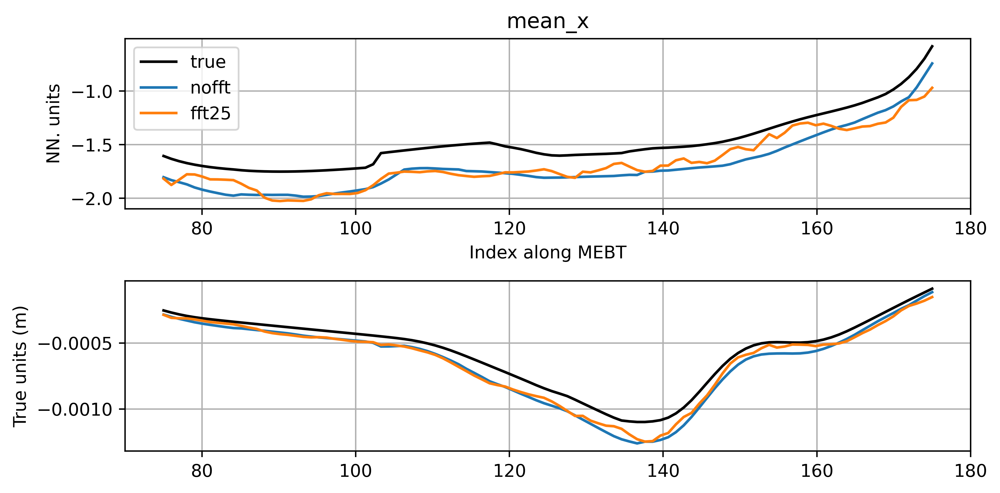 mean_x
NN. units
−1.0
−1.5
−2.0
true
nofft
fft25
80 100 120 140 160 180
Index along MEBT
True units (m)
−0.0005
−0.0010
80 100 120 140 160 180